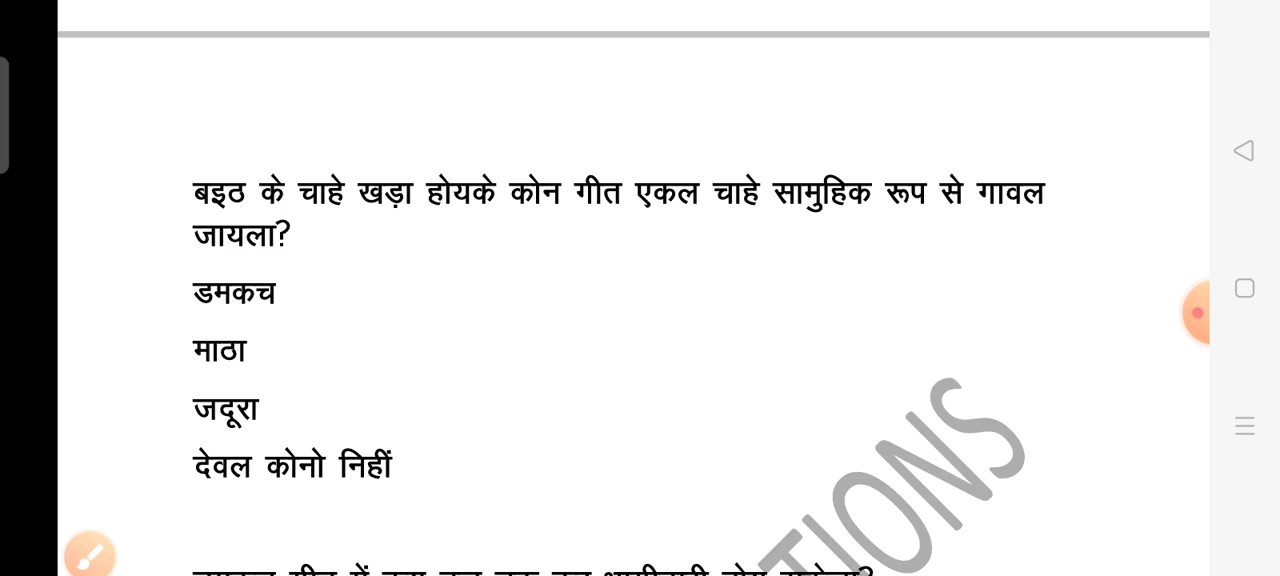 बइठ के चाहे खड़ा होयके कोन गीत एकल चाहे सामुहिक रूप से गावल
जायला?
डमकच
माठा
जदूरा
देवल कोनो निहीं
TIONS